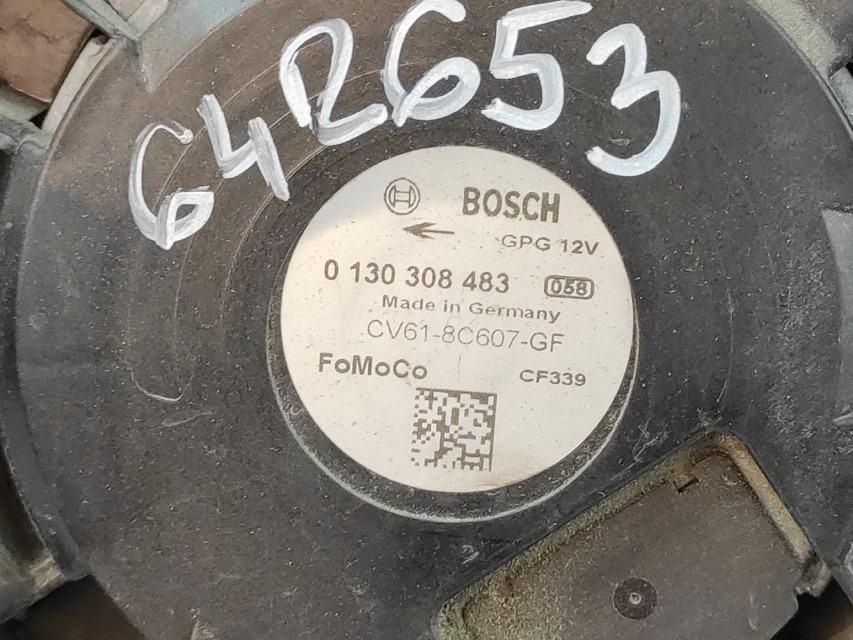 64R653
BOSCH
GPG 12V
0 130 308 483 058
Made in Germany
CV61-8C607-GF
FoMoCo CF339